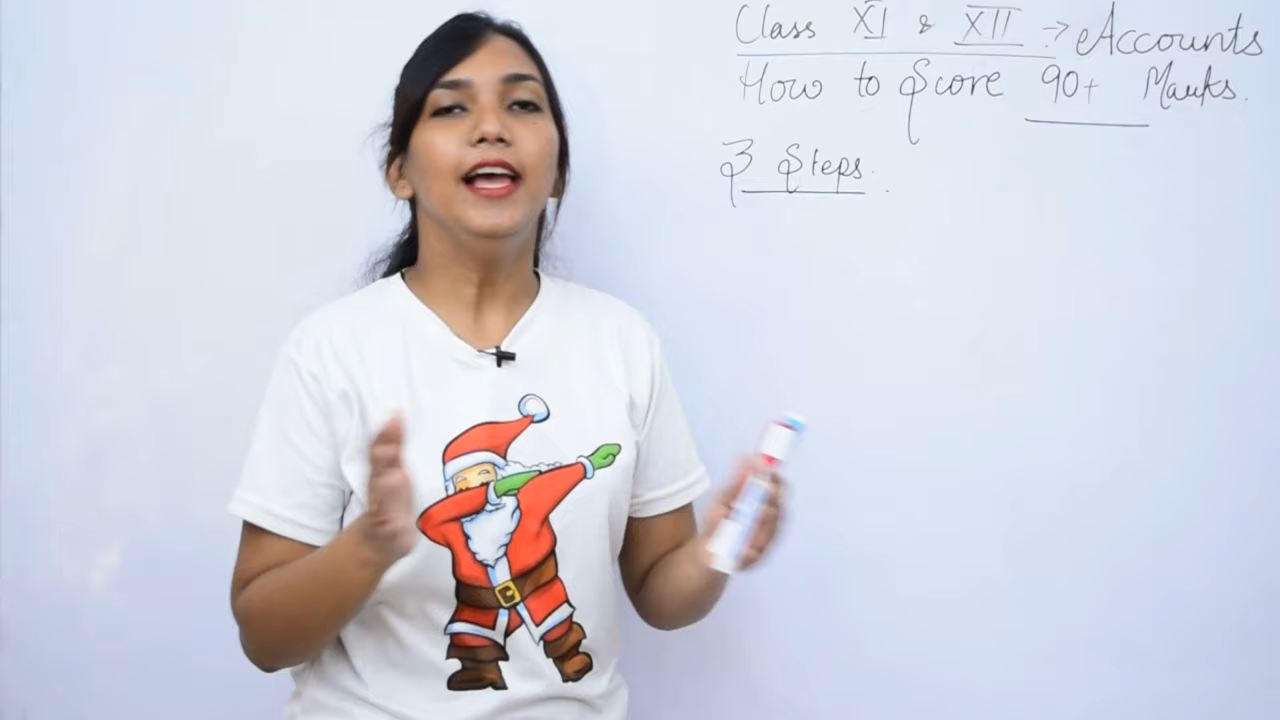 Class XI & XII :→ Accounts
How to Score 90+ Marks.
3 Steps.